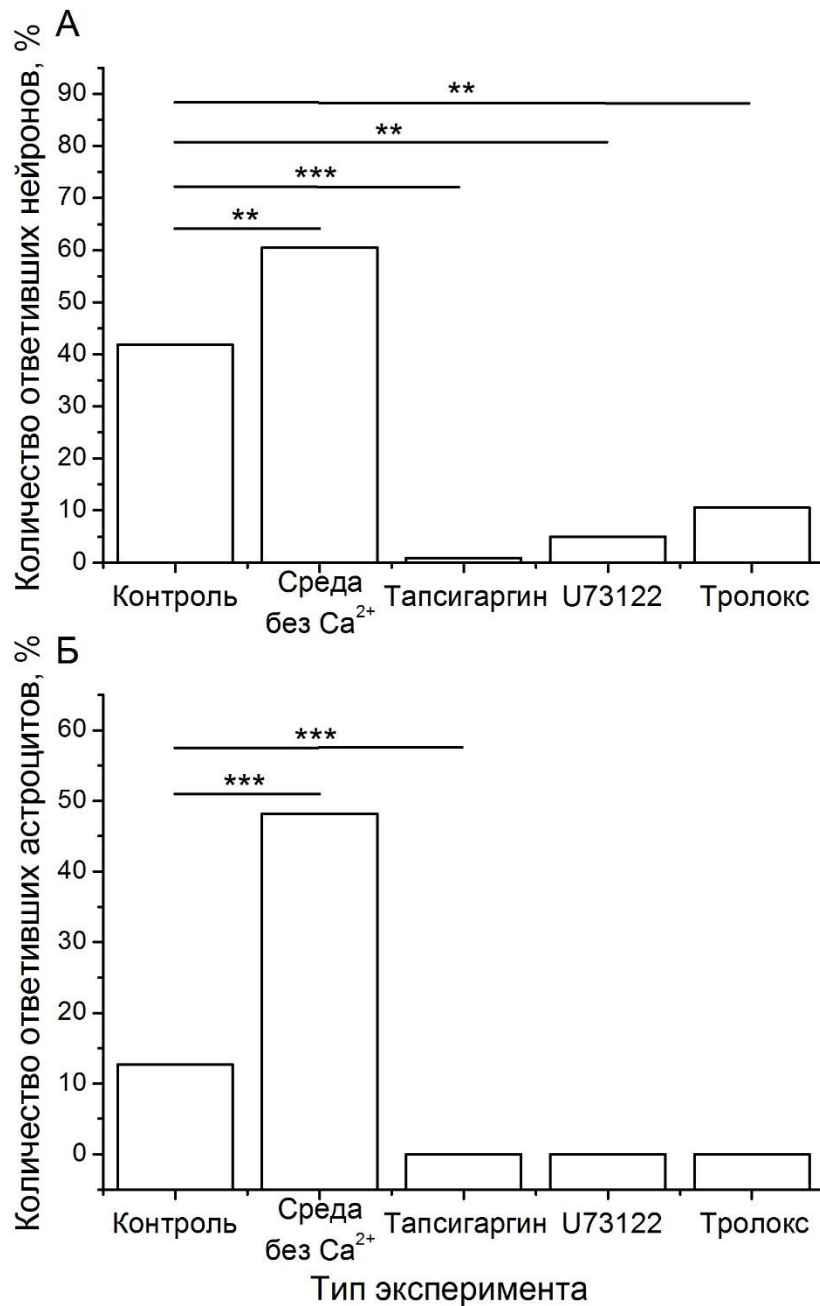 А
Количество ответивших нейронов, %
90
80
70
60
50
40
30
20
10
0
**
**
***
**
Контроль
Среда
без Ca²⁺
Тапсигаргин
U73122
Тролокс
Б
Количество ответивших астроцитов, %
60
50
40
30
20
10
0
***
***
Контроль
Среда
без Ca²⁺
Тапсигаргин
U73122
Тролокс
Тип эксперимента